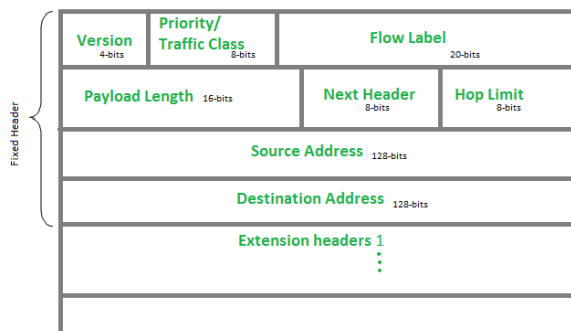 Version
4-bits
Priority/
Traffic Class
8-bits
Flow Label
20-bits
Payload Length 16-bits
Next Header
8-bits
Hop Limit
8-bits
Source Address 128-bits
Destination Address 128-bits
Extension headers 1
Fixed Header